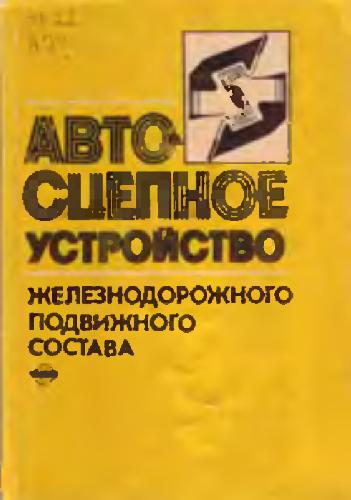 АВТО-
СЦЕПНОЕ
УСТРОЙСТВО
ЖЕЛЕЗНОДОРОЖНОГО
ПОДВИЖНОГО
СОСТАВА